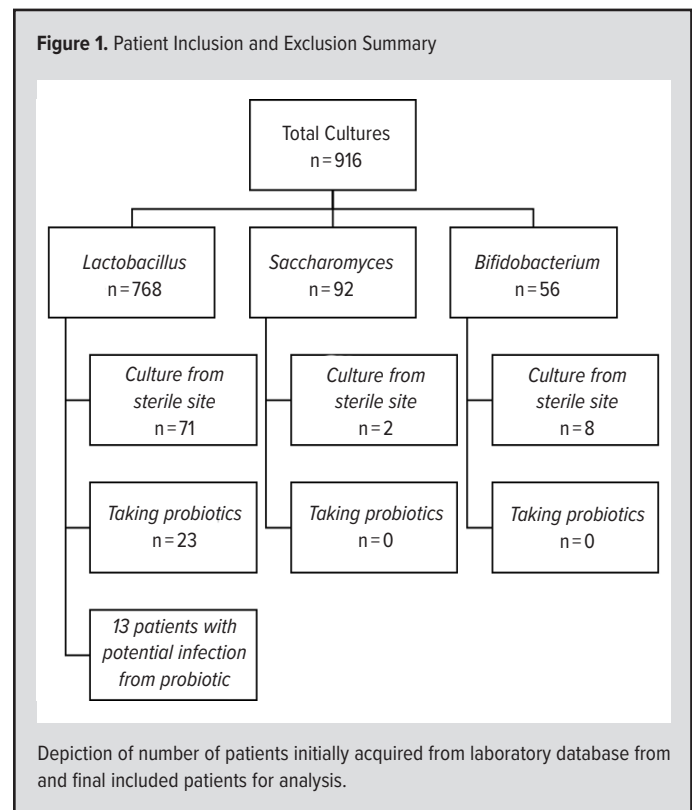 Figure 1. Patient Inclusion and Exclusion Summary
Total Cultures
n=916
Lactobacillus
n=768
Saccharomyces
n=92
Bifidobacterium
n=56
Culture from
sterile site
n=71
Culture from
sterile site
n=2
Culture from
sterile site
n=8
Taking probiotics
n=23
Taking probiotics
n=0
Taking probiotics
n=0
13 patients with
potential infection
from probiotic
Depiction of number of patients initially acquired from laboratory database from
and final included patients for analysis.